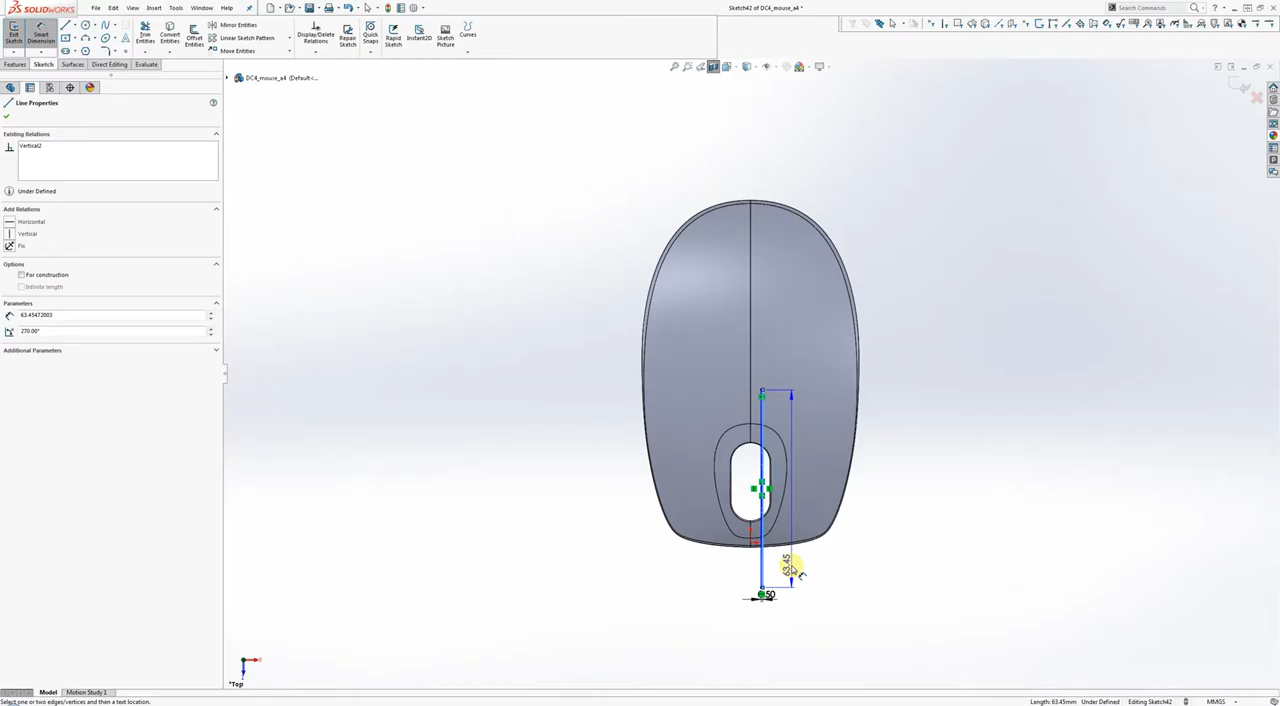 SOLIDWORKS File Edit View Insert Tools Window Help Sketch42 of DC4_mouse_a4 * Search Commands
Exit Sketch Smart Dimension Trim Entities Convert Entities Offset Entities Mirror Entities Linear Sketch Pattern Move Entities Display/Delete Relations Repair Sketch Quick Snaps Rapid Sketch Instant2D Sketch Picture Curves
Features Sketch Surfaces Direct Editing Evaluate
DC4_mouse_a4 (Default<...
Line Properties
Existing Relations
Vertical2
Under Defined
Add Relations
Horizontal
Vertical
Fix
Options
For construction
Infinite length
Parameters
63.45472003
270.00°
Additional Parameters
63.45
*Top
Model Motion Study 1
Select one or two edges/vertices and then a text location. Length: 63.45mm Under Defined Editing Sketch42 MMGS